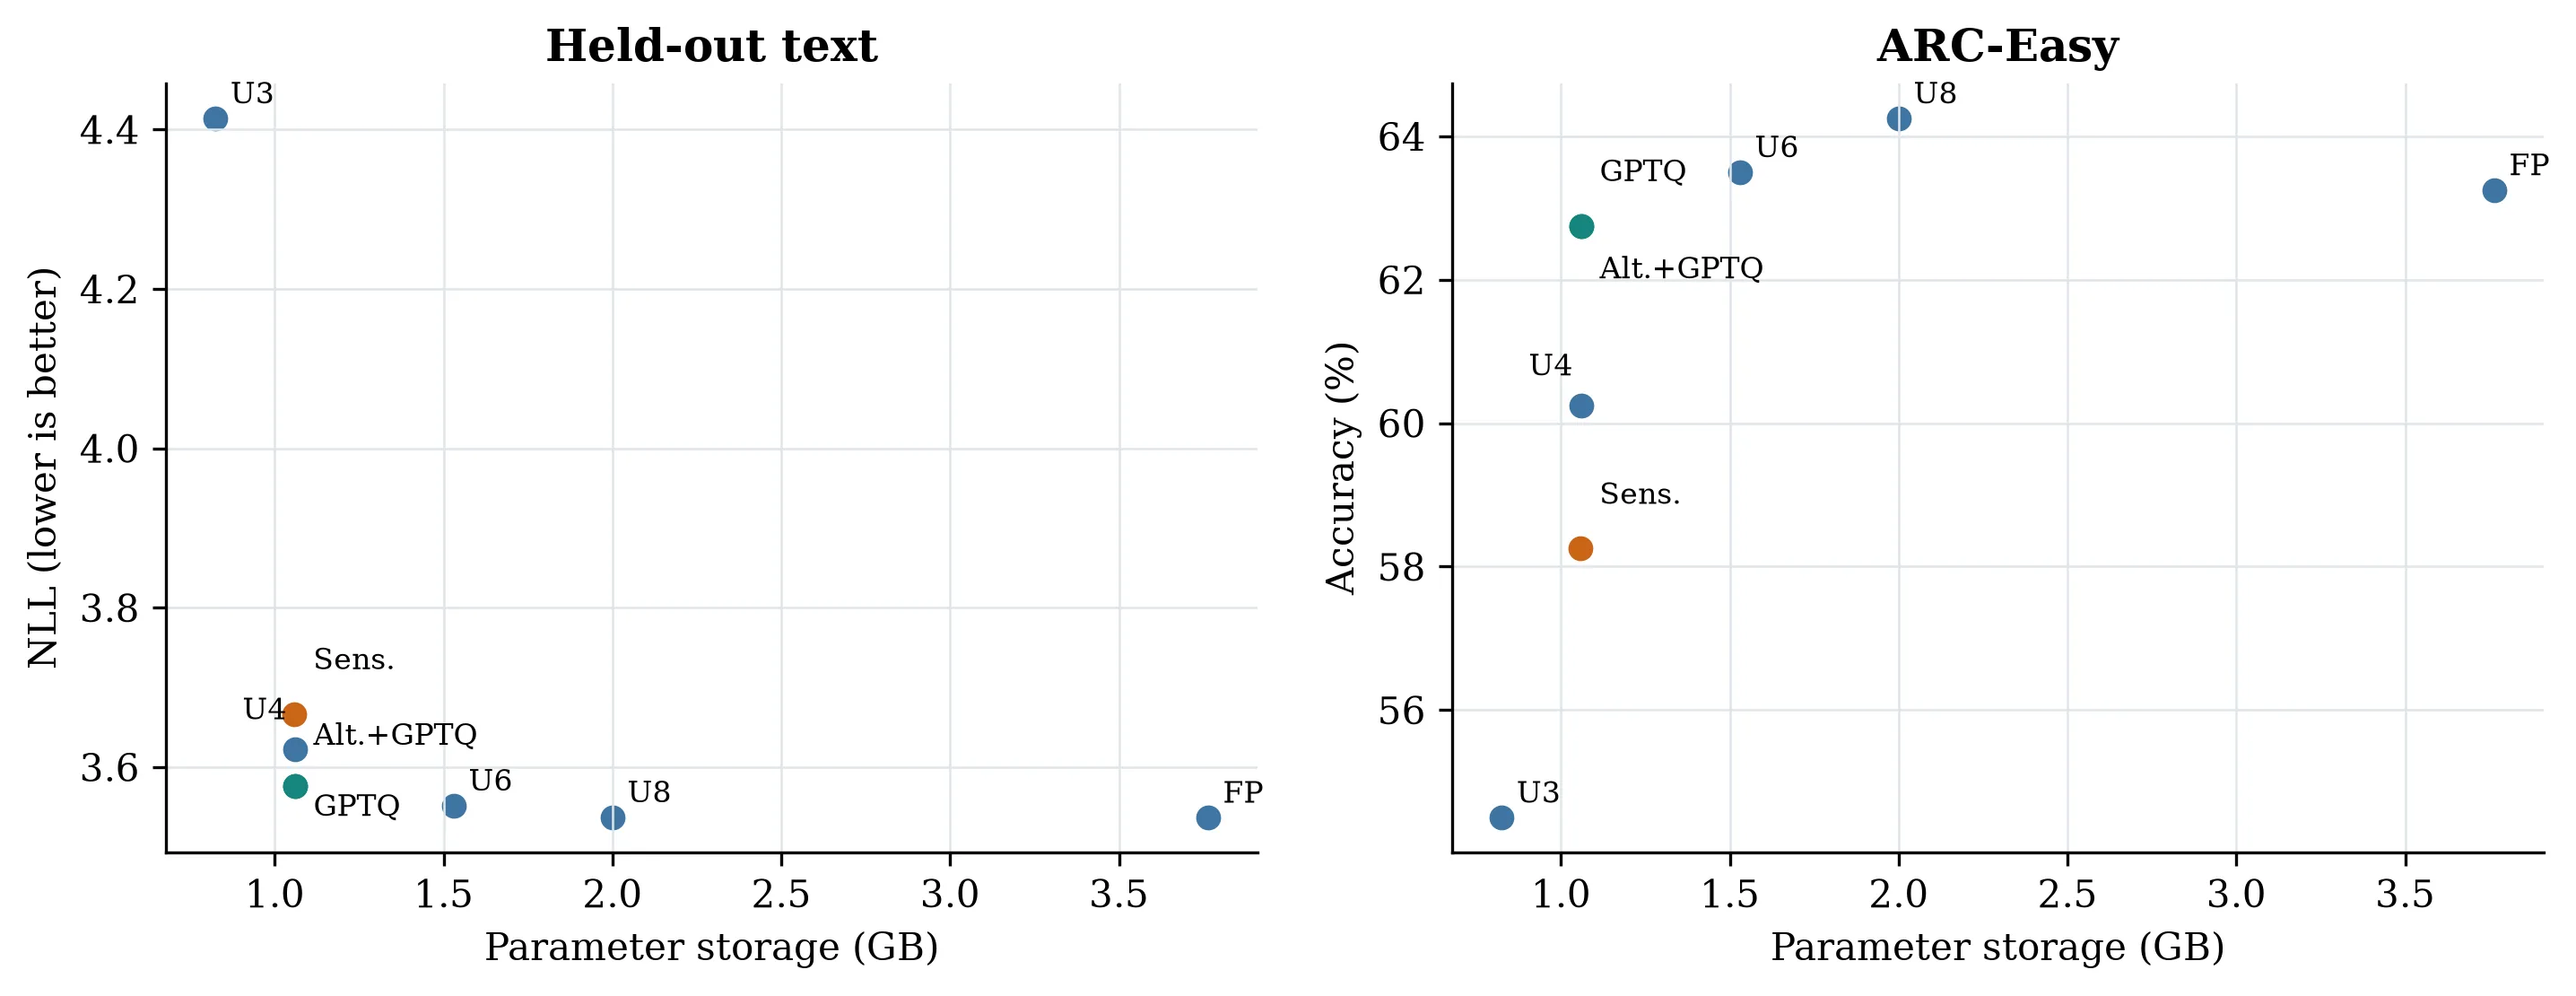 Held-out text
U3
4.4
4.2
4.0
3.8
3.6
NLL (lower is better)
Sens.
U4
Alt.+GPTQ
GPTQ
U6
U8
FP
1.0 1.5 2.0 2.5 3.0 3.5
Parameter storage (GB)
ARC-Easy
U8
U6
GPTQ
FP
Alt.+GPTQ
U4
Sens.
U3
64
62
60
58
56
Accuracy (%)
1.0 1.5 2.0 2.5 3.0 3.5
Parameter storage (GB)